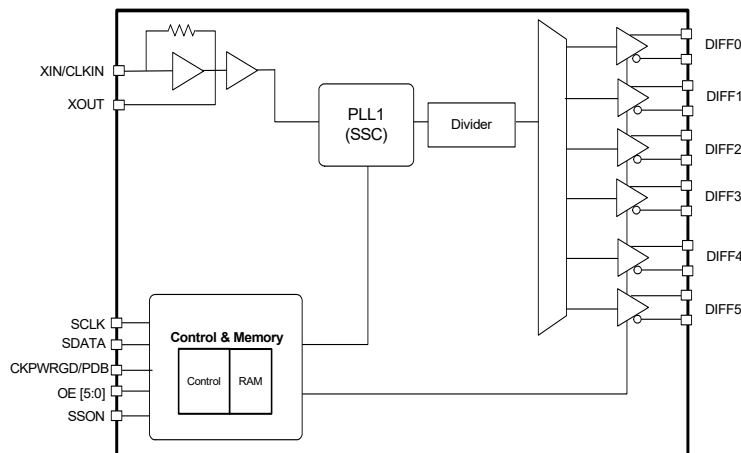 XIN/CLKIN
XOUT
PLL1
(SSC)
Divider
DIFF0
DIFF1
DIFF2
DIFF3
DIFF4
DIFF5
SCLK
SDATA
CKPWRGD/PDB
OE [5:0]
SSON
Control & Memory
Control
RAM